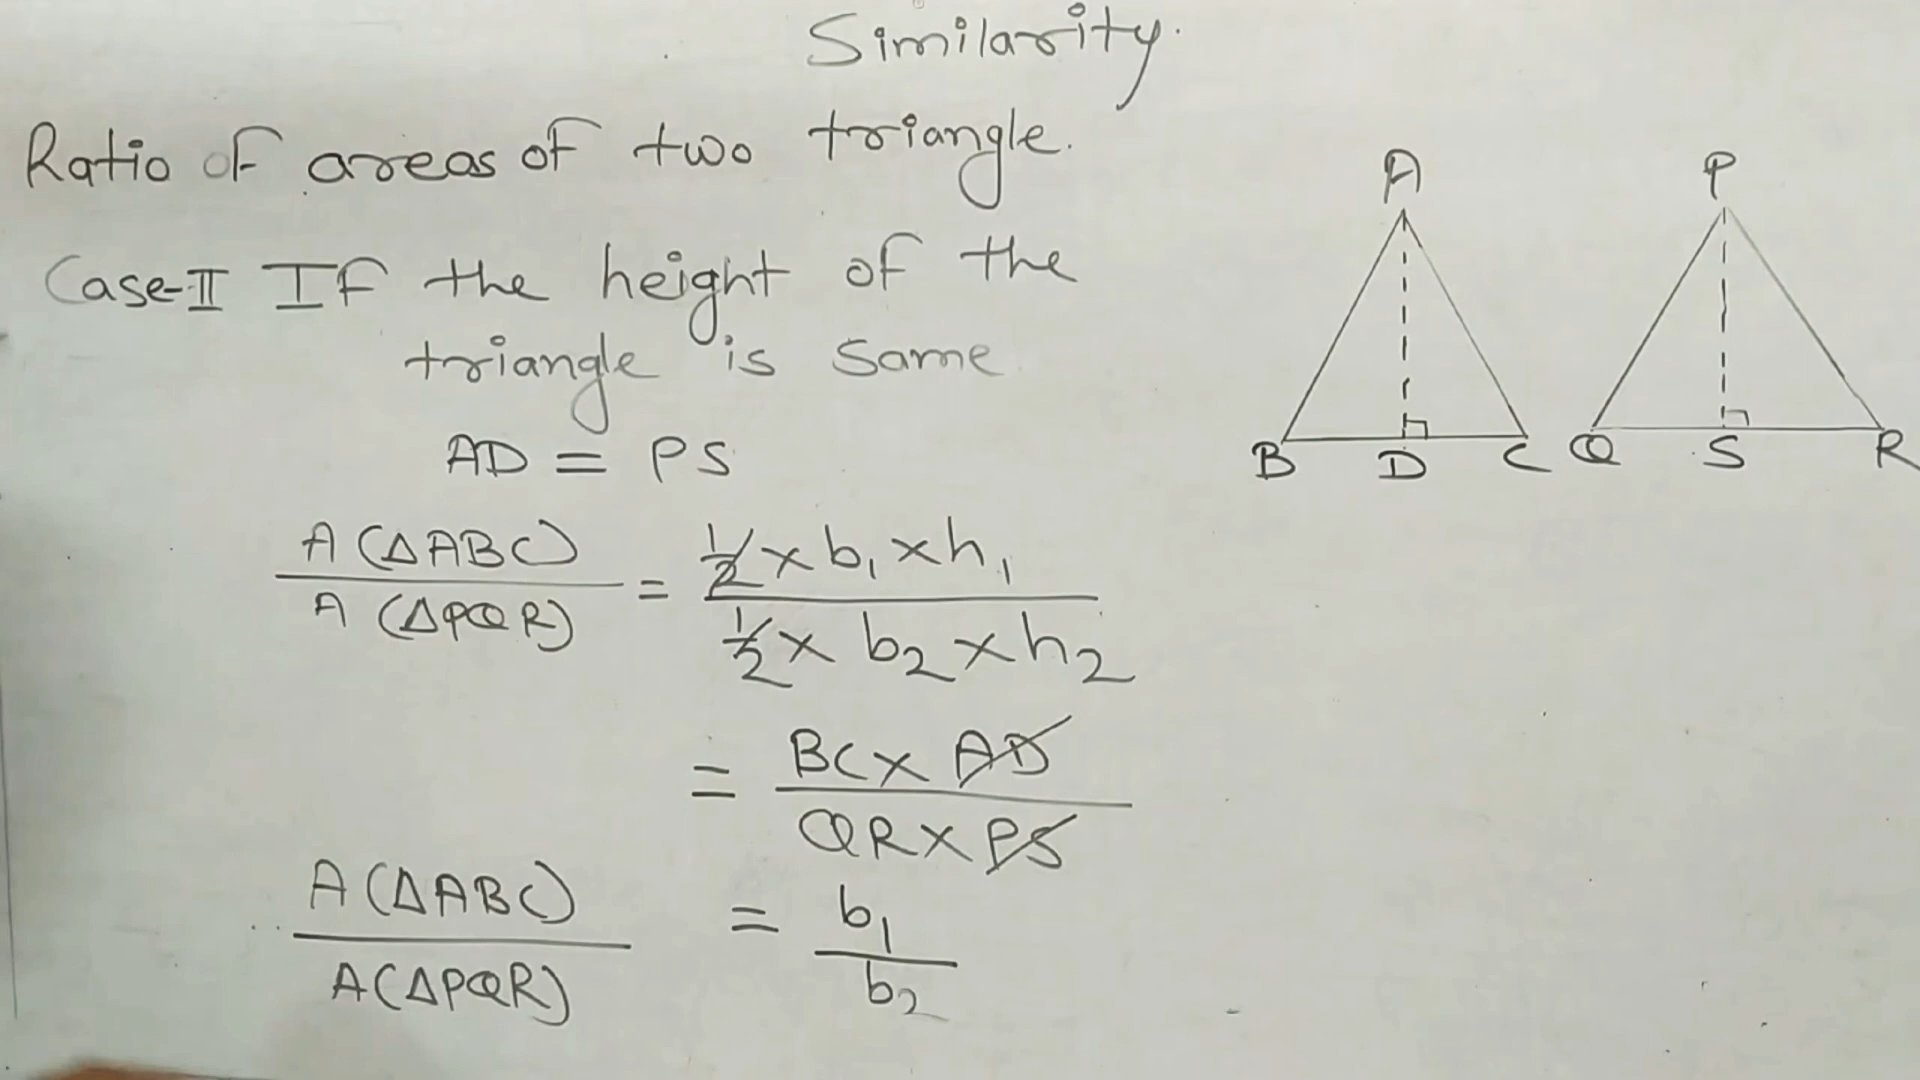 Similarity.
Ratio of areas of two triangle.
Case-II If the height of the
triangle is same
AD = PS
A(ΔABC) / A(ΔPQR) = 1/2 × b₁ × h₁ / 1/2 × b₂ × h₂
= BC × AD / QR × PS
A(ΔABC) / A(ΔPQR) = b₁ / b₂
A
B D C
P
Q S R